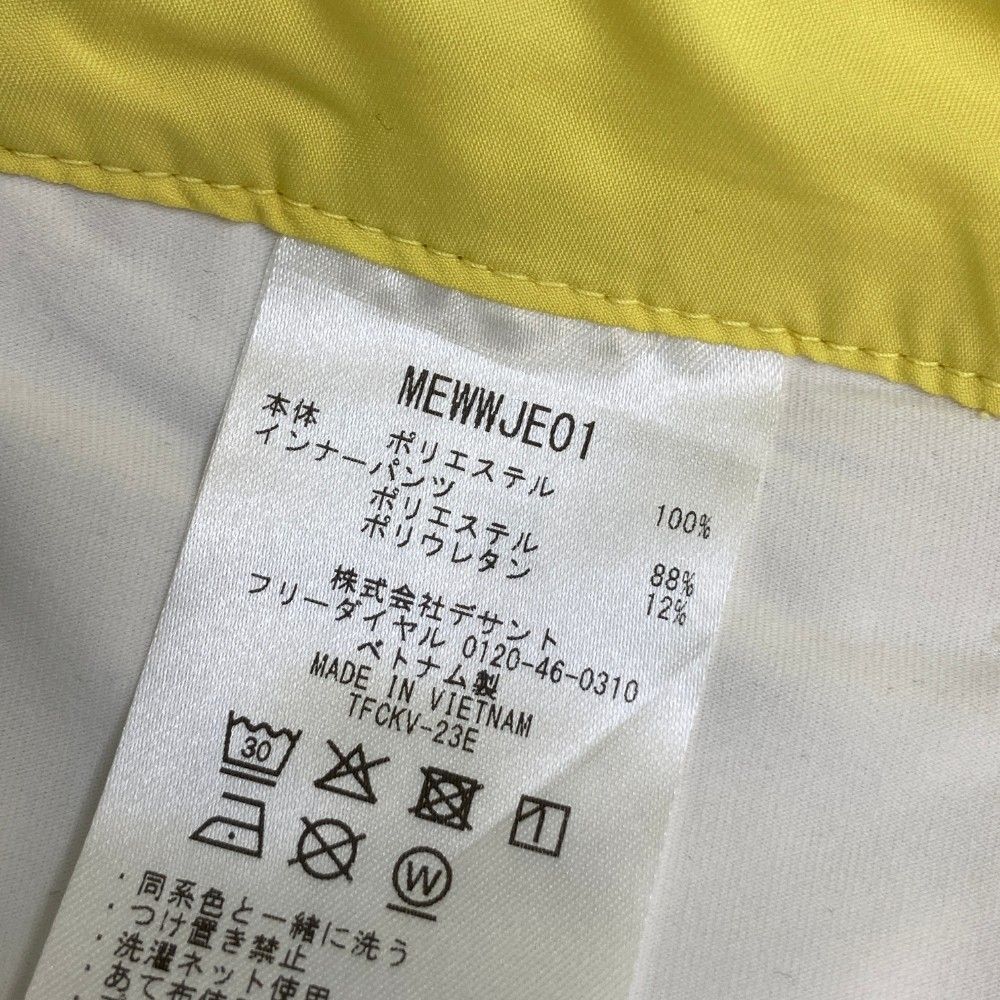 MEWWJE01
本体 ポリエステル 100%
インナーパンツ
ポリエステル 88%
ポリウレタン 12%
株式会社デサント
フリーダイヤル 0120-46-0310
ベトナム製
MADE IN VIETNAM
TFCKV-23E
30
W
・同系色と一緒に洗う
・つけ置き禁止
・洗濯ネット使用
・あて布使